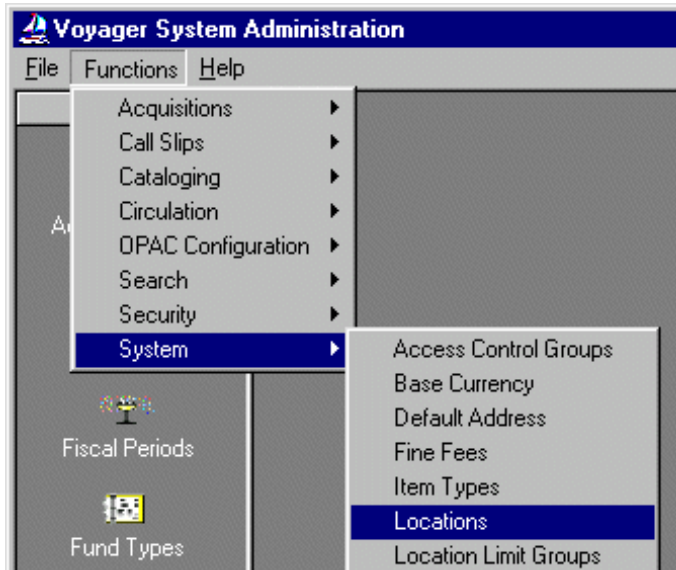 Voyager System Administration
File Functions Help
Acquisitions
Call Slips
Cataloging
Circulation
OPAC Configuration
Search
Security
System
Access Control Groups
Base Currency
Default Address
Fine Fees
Item Types
Locations
Location Limit Groups
Fiscal Periods
Fund Types